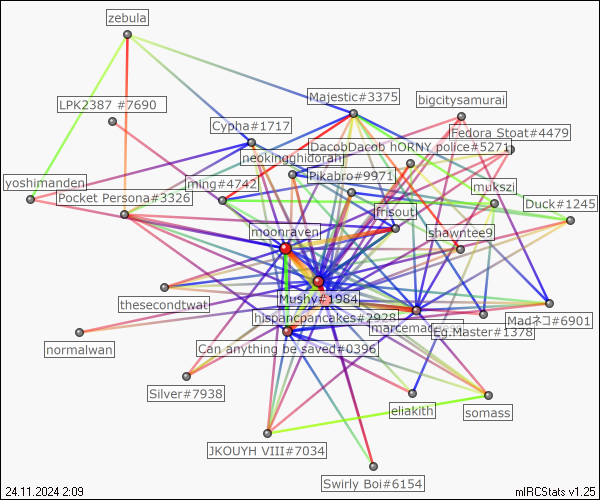 zebula
Majestic#3375
bigcitysamurai
LPK2387 #7690
Cypha#1717
Fedora Stoat#4479
DacobDacob hORNY police#5271
neokingghidorah
Pikabro#9971
yoshimanden
ming#4742
mukszi
Pocket Persona#3326
Duck#1245
frisout
moonraven
shawntee9
Mushy#1984
thesecondtwat
hispancpancakes#2928
Madネコ#6901
Eg.Master#1378
normalwan
Can anything be saved#0396
Silver#7938
eliakith
somass
JKOUYH VIII#7034
Swirly Boi#6154
24.11.2024 2:09
mIRCStats v1.25